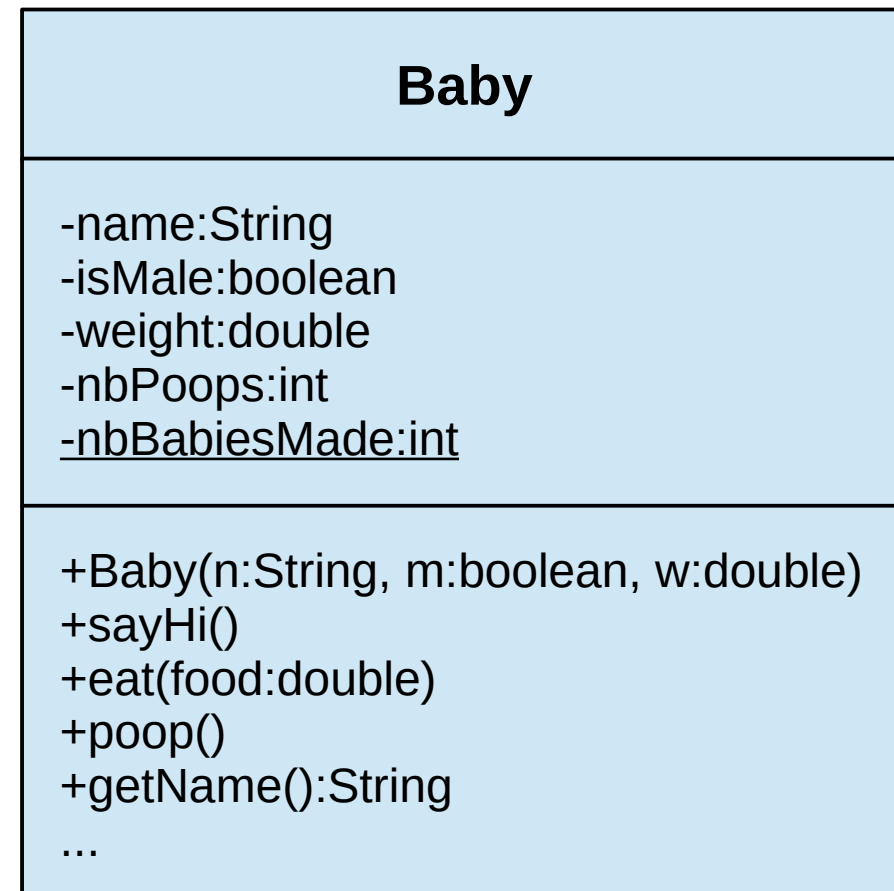 Baby
-name:String
-isMale:boolean
-weight:double
-nbPoops:int
-nbBabiesMade:int
+Baby(n:String, m:boolean, w:double)
+sayHi()
+eat(food:double)
+poop()
+getName():String
...